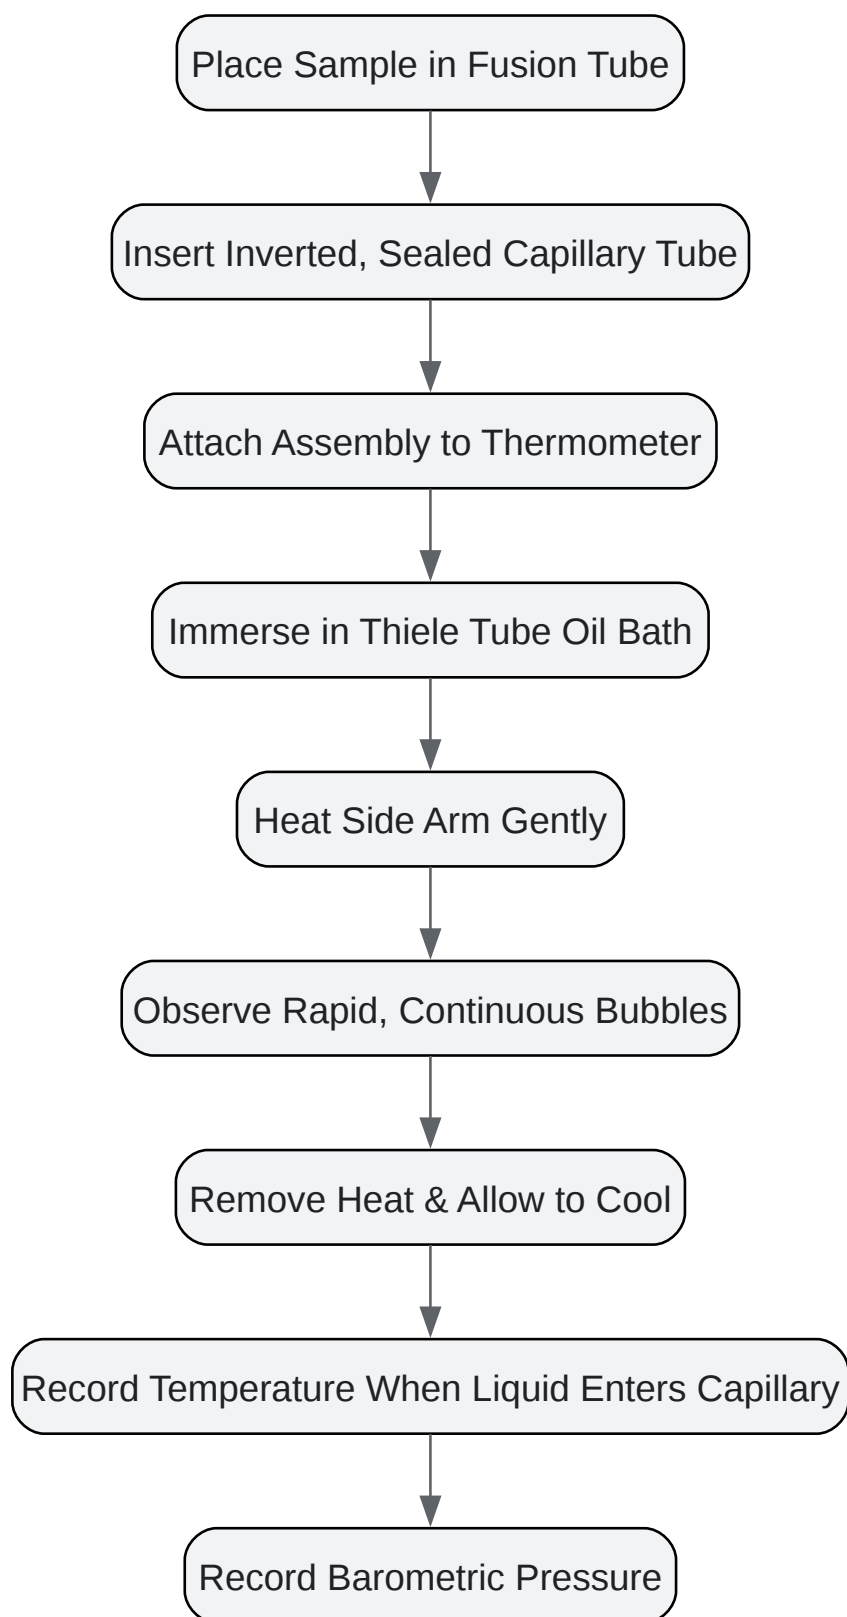 Place Sample in Fusion Tube
Insert Inverted, Sealed Capillary Tube
Attach Assembly to Thermometer
Immerse in Thiele Tube Oil Bath
Heat Side Arm Gently
Observe Rapid, Continuous Bubbles
Remove Heat & Allow to Cool
Record Temperature When Liquid Enters Capillary
Record Barometric Pressure